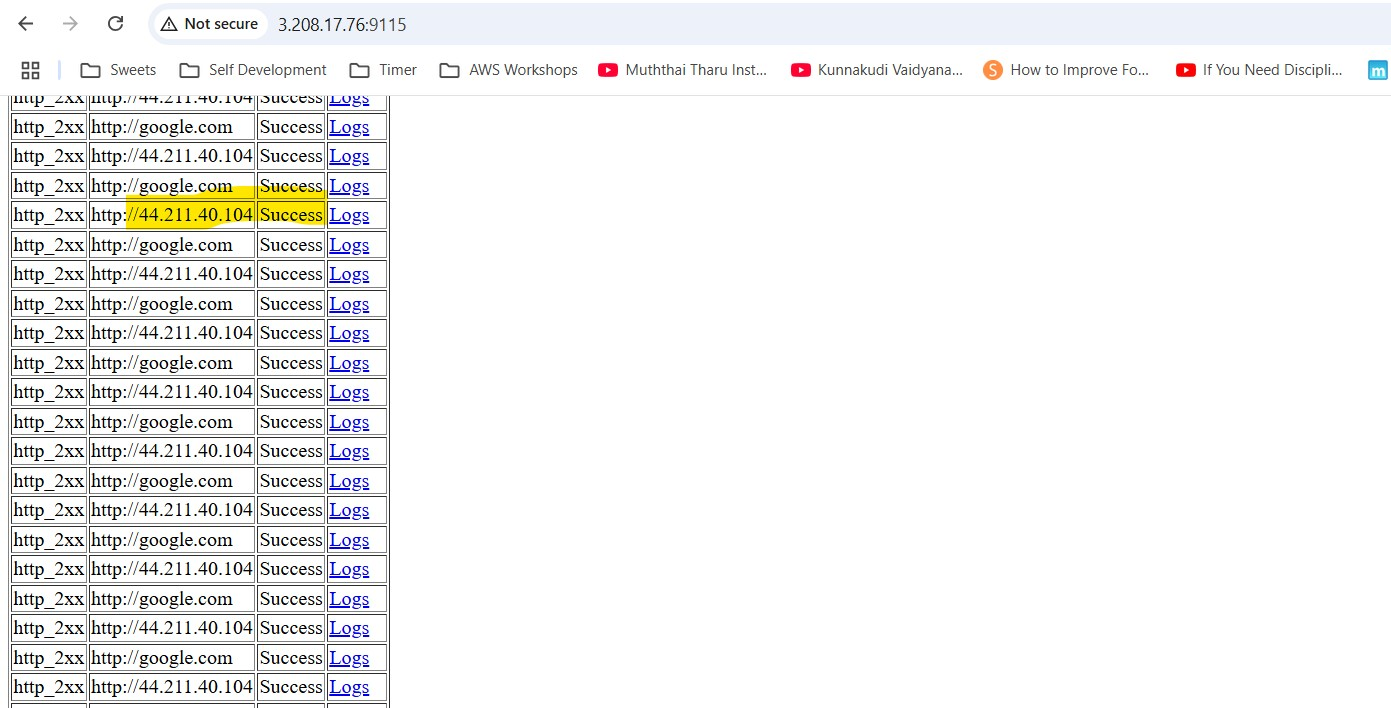 Not secure 3.208.17.76:9115
Sweets Self Development Timer AWS Workshops Muththai Tharu Inst... Kunnakudi Vaidyana... S How to Improve Fo... If You Need Discipli... m
http_2xx http://44.211.40.104 Success Logs
http_2xx http://google.com Success Logs
http_2xx http://44.211.40.104 Success Logs
http_2xx http://google.com Success Logs
http_2xx http://44.211.40.104 Success Logs
http_2xx http://google.com Success Logs
http_2xx http://44.211.40.104 Success Logs
http_2xx http://google.com Success Logs
http_2xx http://44.211.40.104 Success Logs
http_2xx http://google.com Success Logs
http_2xx http://44.211.40.104 Success Logs
http_2xx http://google.com Success Logs
http_2xx http://44.211.40.104 Success Logs
http_2xx http://google.com Success Logs
http_2xx http://44.211.40.104 Success Logs
http_2xx http://google.com Success Logs
http_2xx http://44.211.40.104 Success Logs
http_2xx http://google.com Success Logs
http_2xx http://44.211.40.104 Success Logs
http_2xx http://google.com Success Logs
http_2xx http://44.211.40.104 Success Logs